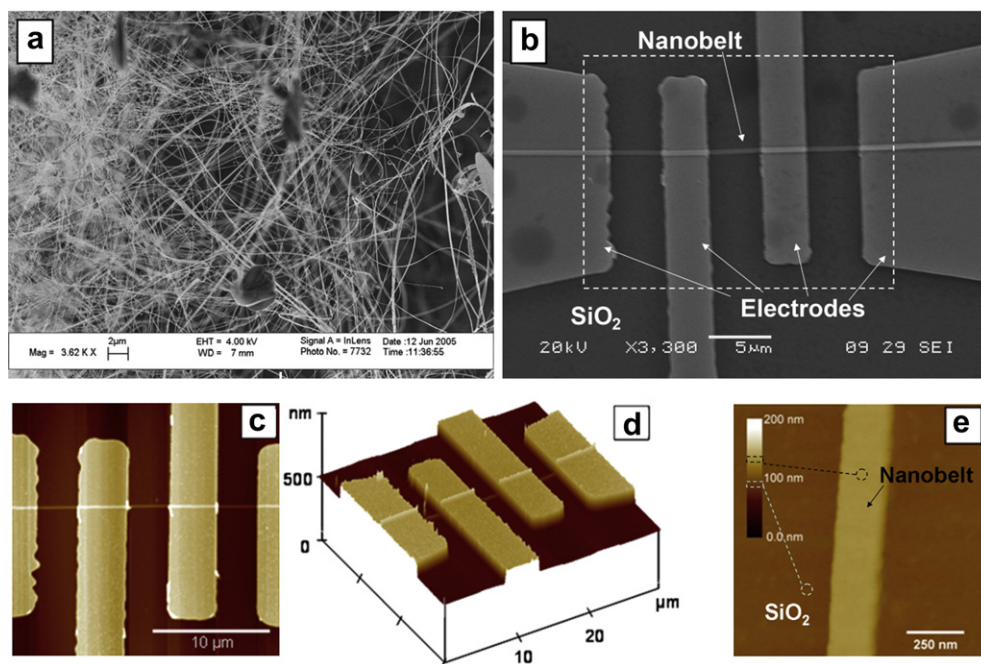 a
2µm
Mag = 3.62 K X
EHT = 4.00 kV
WD = 7 mm
Signal A = InLens
Photo No. = 7732
Date :12 Jun 2005
Time :11:36:55
b
Nanobelt
Electrodes
SiO₂
20kV X3,300 5µm 09 29 SEI
c
10 µm
d
nm
500
0
10
20
µm
e
200 nm
100 nm
0.0 nm
Nanobelt
SiO₂
250 nm